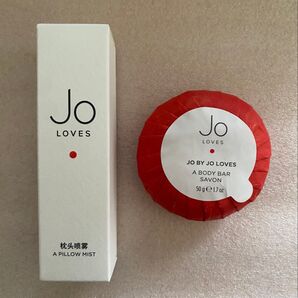 Jo
LOVES
枕头喷雾
A PILLOW MIST
Jo
LOVES
JO BY JO LOVES
A BODY BAR
SAVON
50 g ℮ 1.7 oz